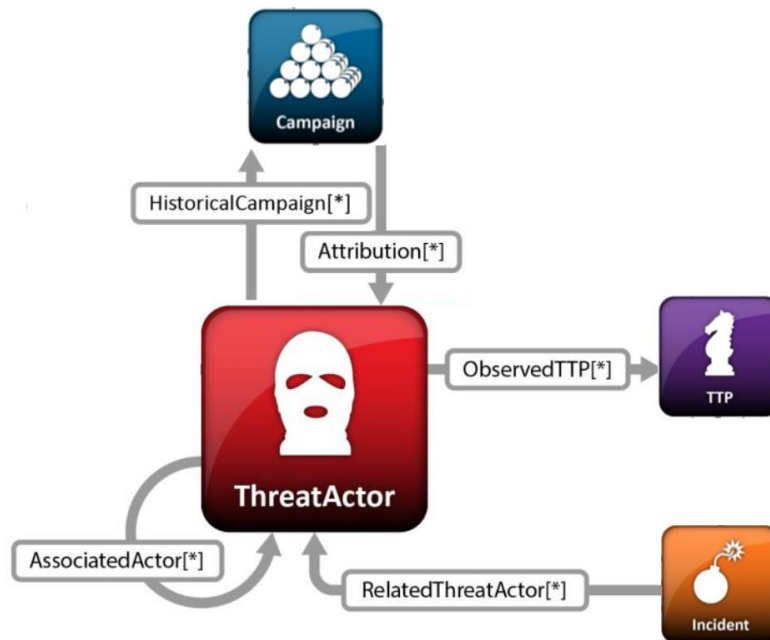 Campaign
HistoricalCampaign[*]
Attribution[*]
ObservedTTP[*]
TTP
ThreatActor
AssociatedActor[*]
RelatedThreatActor[*]
Incident